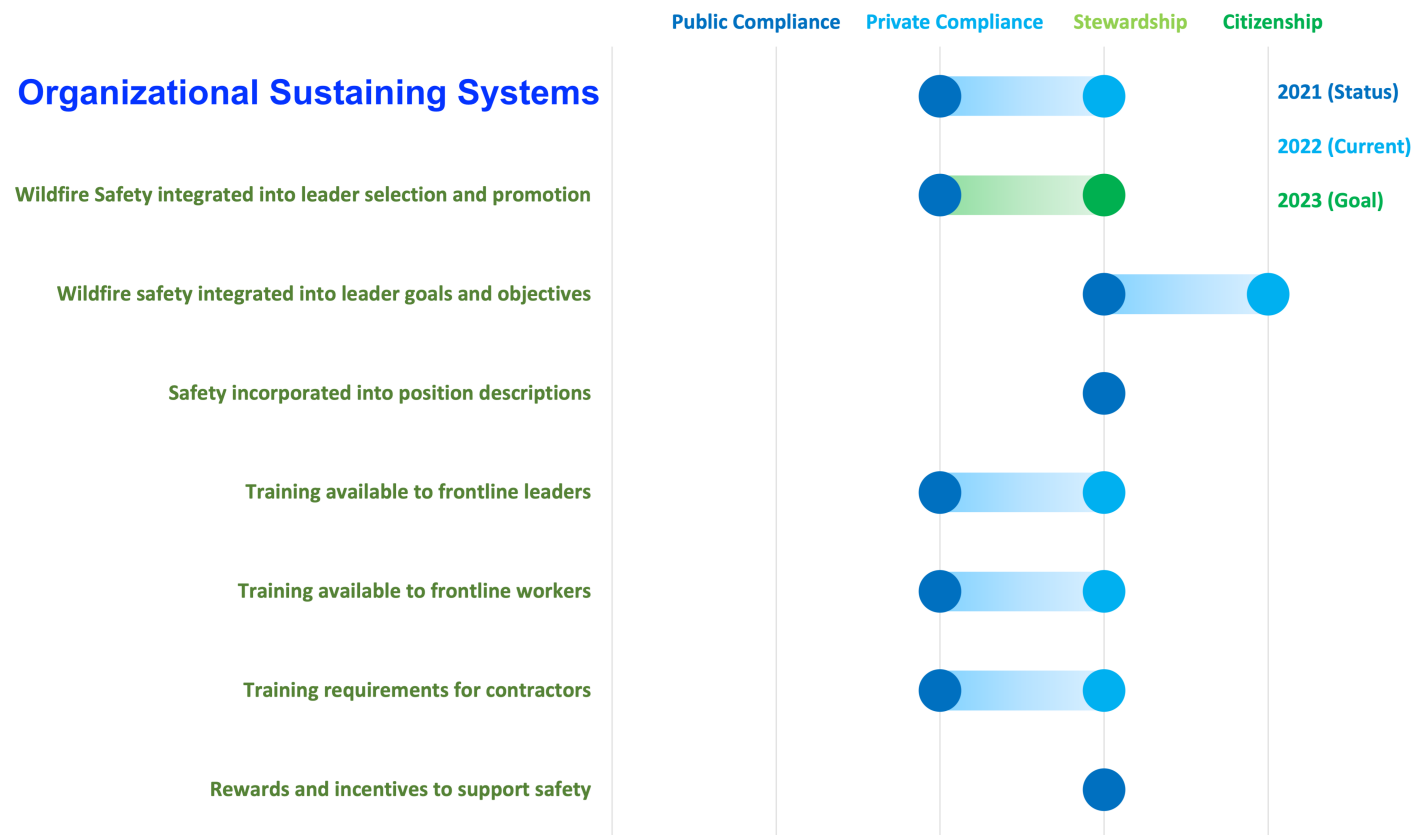 Public Compliance
Private Compliance
Stewardship
Citizenship
Organizational Sustaining Systems
2021 (Status)
2022 (Current)
Wildfire Safety integrated into leader selection and promotion
2023 (Goal)
Wildfire safety integrated into leader goals and objectives
Safety incorporated into position descriptions
Training available to frontline leaders
Training available to frontline workers
Training requirements for contractors
Rewards and incentives to support safety